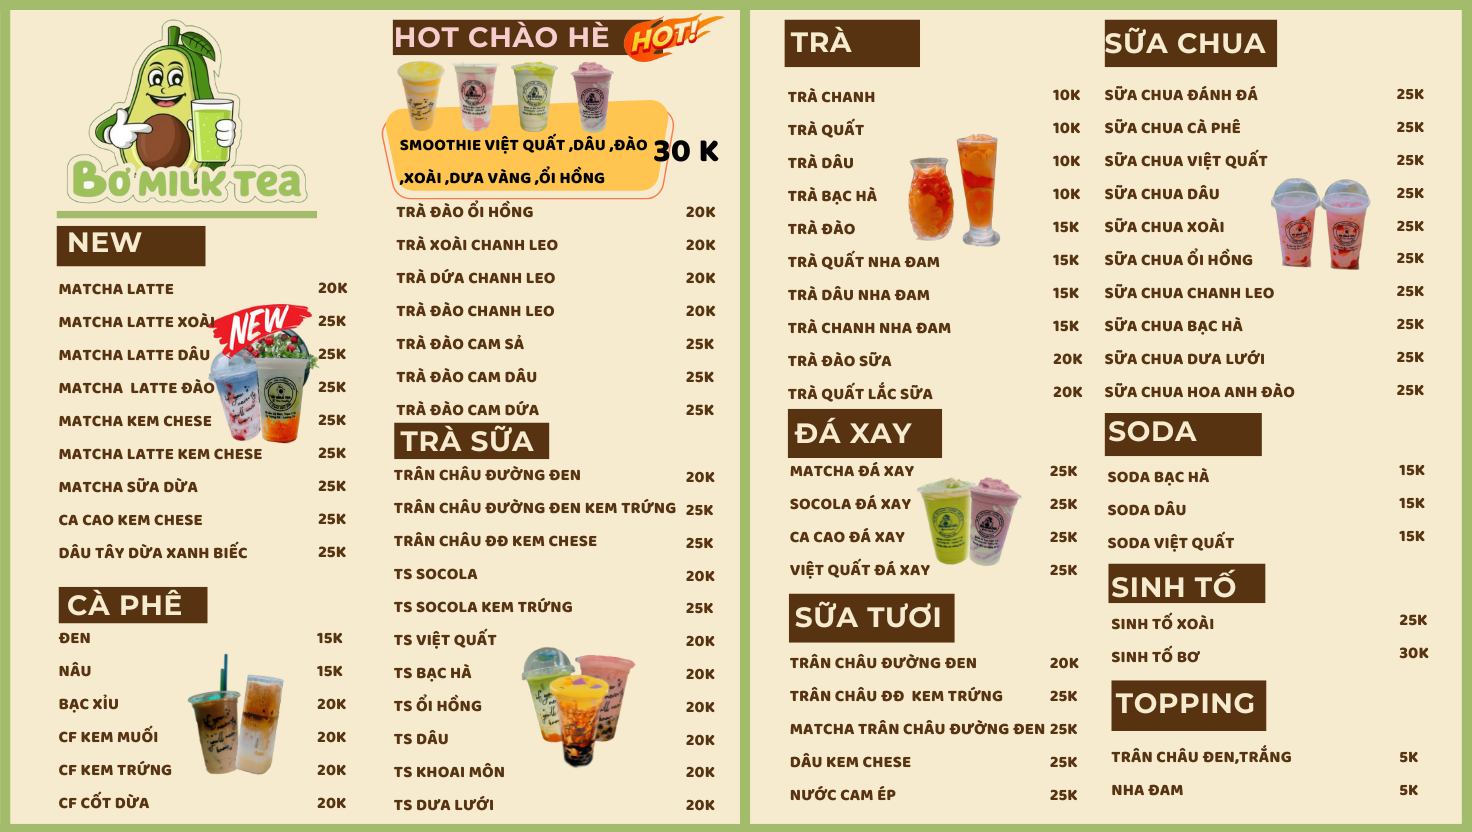 Bơ MILK Tea
NEW
MATCHA LATTE 20K
MATCHA LATTE XOÀI 25K
NEW
MATCHA LATTE DÂU 25K
MATCHA LATTE ĐÀO 25K
MATCHA KEM CHESE 25K
MATCHA LATTE KEM CHESE 25K
MATCHA SỮA DỪA 25K
CA CAO KEM CHESE 25K
DÂU TÂY DỪA XANH BIẾC 25K
CÀ PHÊ
ĐEN 15K
NÂU 15K
BẠC XỈU 20K
CF KEM MUỐI 20K
CF KEM TRỨNG 20K
CF CỐT DỪA 20K
HOT CHÀO HÈ HOT!
SMOOTHIE VIỆT QUẤT ,DÂU ,ĐÀO 30 K
,XOÀI ,DƯA VÀNG ,ỔI HỒNG
TRÀ ĐÀO ỔI HỒNG 20K
TRÀ XOÀI CHANH LEO 20K
TRÀ DỨA CHANH LEO 20K
TRÀ ĐÀO CHANH LEO 20K
TRÀ ĐÀO CAM SẢ 25K
TRÀ ĐÀO CAM DÂU 25K
TRÀ ĐÀO CAM DỨA 25K
TRÀ SỮA
TRÂN CHÂU ĐƯỜNG ĐEN 20K
TRÂN CHÂU ĐƯỜNG ĐEN KEM TRỨNG 25K
TRÂN CHÂU ĐĐ KEM CHESE 25K
TS SOCOLA 20K
TS SOCOLA KEM TRỨNG 25K
TS VIỆT QUẤT 20K
TS BẠC HÀ 20K
TS ỔI HỒNG 20K
TS DÂU 20K
TS KHOAI MÔN 20K
TS DƯA LƯỚI 20K
TRÀ
TRÀ CHANH 10K
TRÀ QUẤT 10K
TRÀ DÂU 10K
TRÀ BẠC HÀ 10K
TRÀ ĐÀO 15K
TRÀ QUẤT NHA ĐAM 15K
TRÀ DÂU NHA ĐAM 15K
TRÀ CHANH NHA ĐAM 15K
TRÀ ĐÀO SỮA 20K
TRÀ QUẤT LẮC SỮA 20K
ĐÁ XAY
MATCHA ĐÁ XAY 25K
SOCOLA ĐÁ XAY 25K
CA CAO ĐÁ XAY 25K
VIỆT QUẤT ĐÁ XAY 25K
SỮA TƯƠI
TRÂN CHÂU ĐƯỜNG ĐEN 20K
TRÂN CHÂU ĐĐ KEM TRỨNG 25K
MATCHA TRÂN CHÂU ĐƯỜNG ĐEN 25K
DÂU KEM CHESE 25K
NƯỚC CAM ÉP 25K
SỮA CHUA
SỮA CHUA ĐÁNH ĐÁ 25K
SỮA CHUA CÀ PHÊ 25K
SỮA CHUA VIỆT QUẤT 25K
SỮA CHUA DÂU 25K
SỮA CHUA XOÀI 25K
SỮA CHUA ỔI HỒNG 25K
SỮA CHUA CHANH LEO 25K
SỮA CHUA BẠC HÀ 25K
SỮA CHUA DƯA LƯỚI 25K
SỮA CHUA HOA ANH ĐÀO 25K
SODA
SODA BẠC HÀ 15K
SODA DÂU 15K
SODA VIỆT QUẤT 15K
SINH TỐ
SINH TỐ XOÀI 25K
SINH TỐ BƠ 30K
TOPPING
TRÂN CHÂU ĐEN,TRẮNG 5K
NHA ĐAM 5K